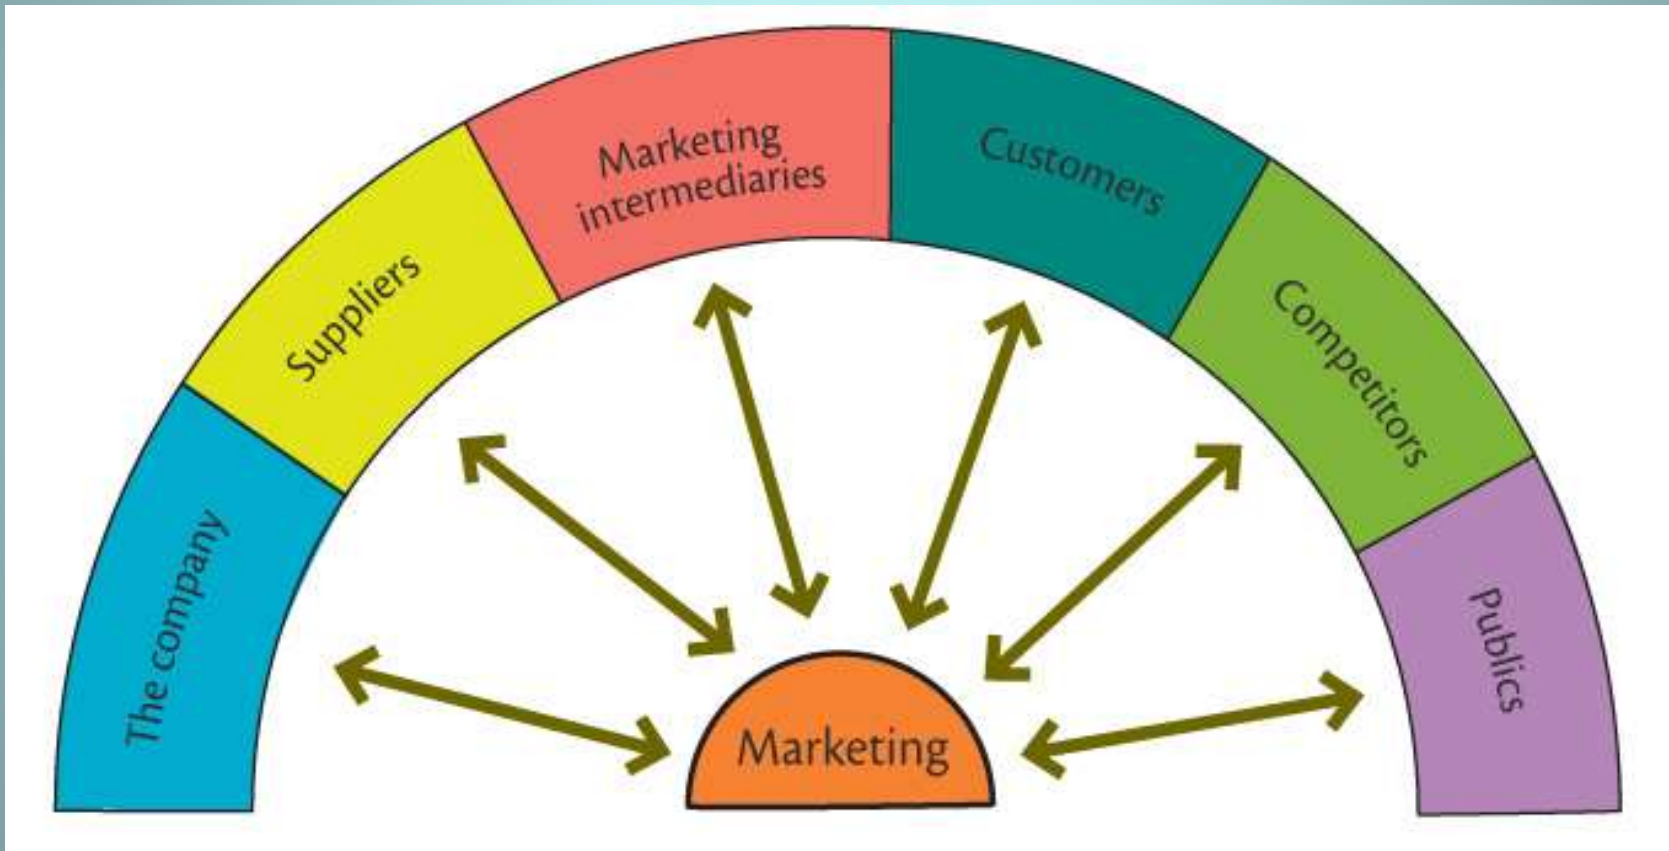 The company
Suppliers
Marketing
intermediaries
Customers
Competitors
Publics
Marketing